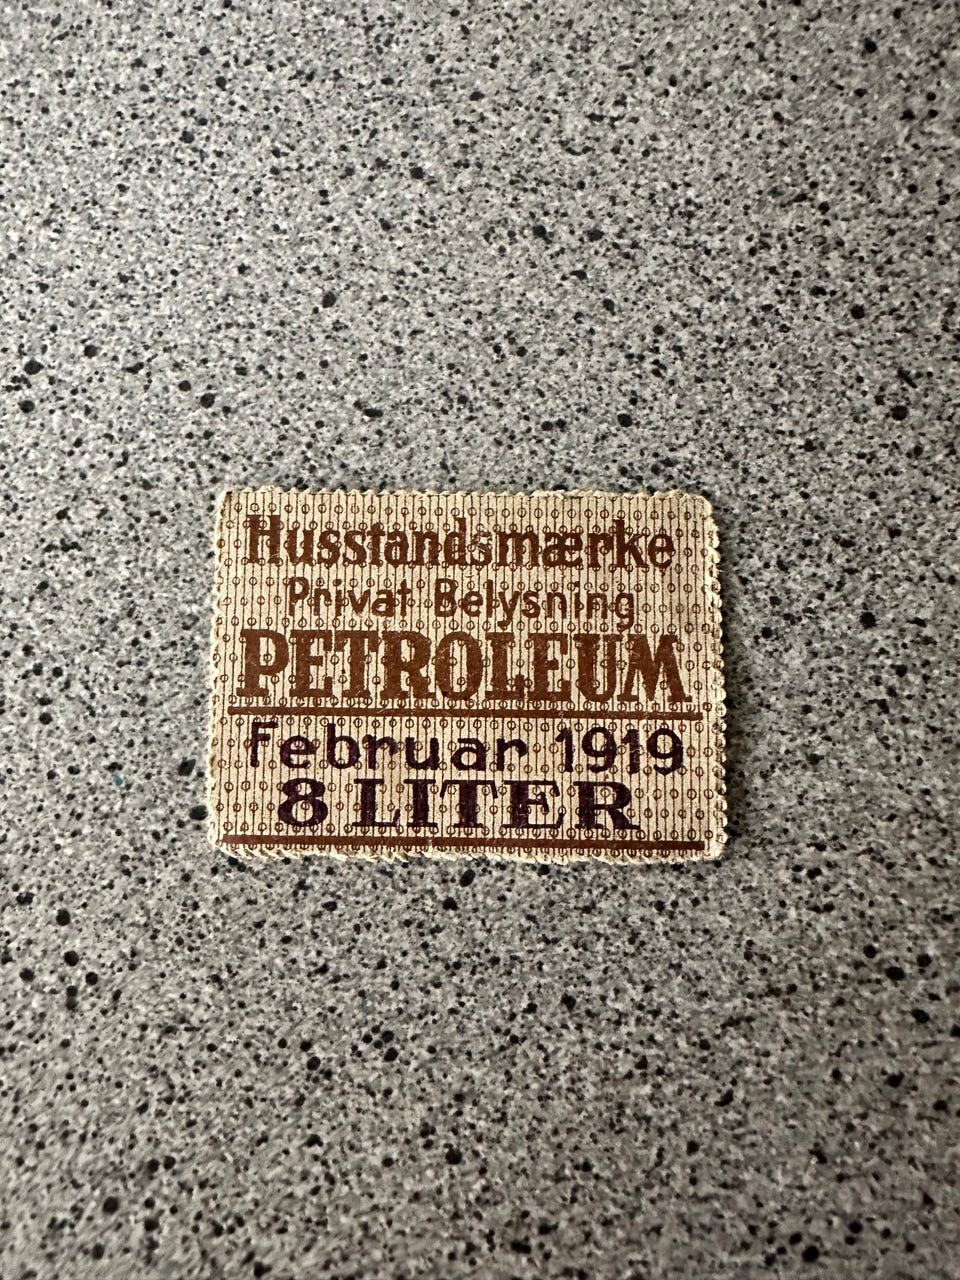 Husstandsmærke
Privat Belysning
PETROLEUM
Februar 1919
8 LITER